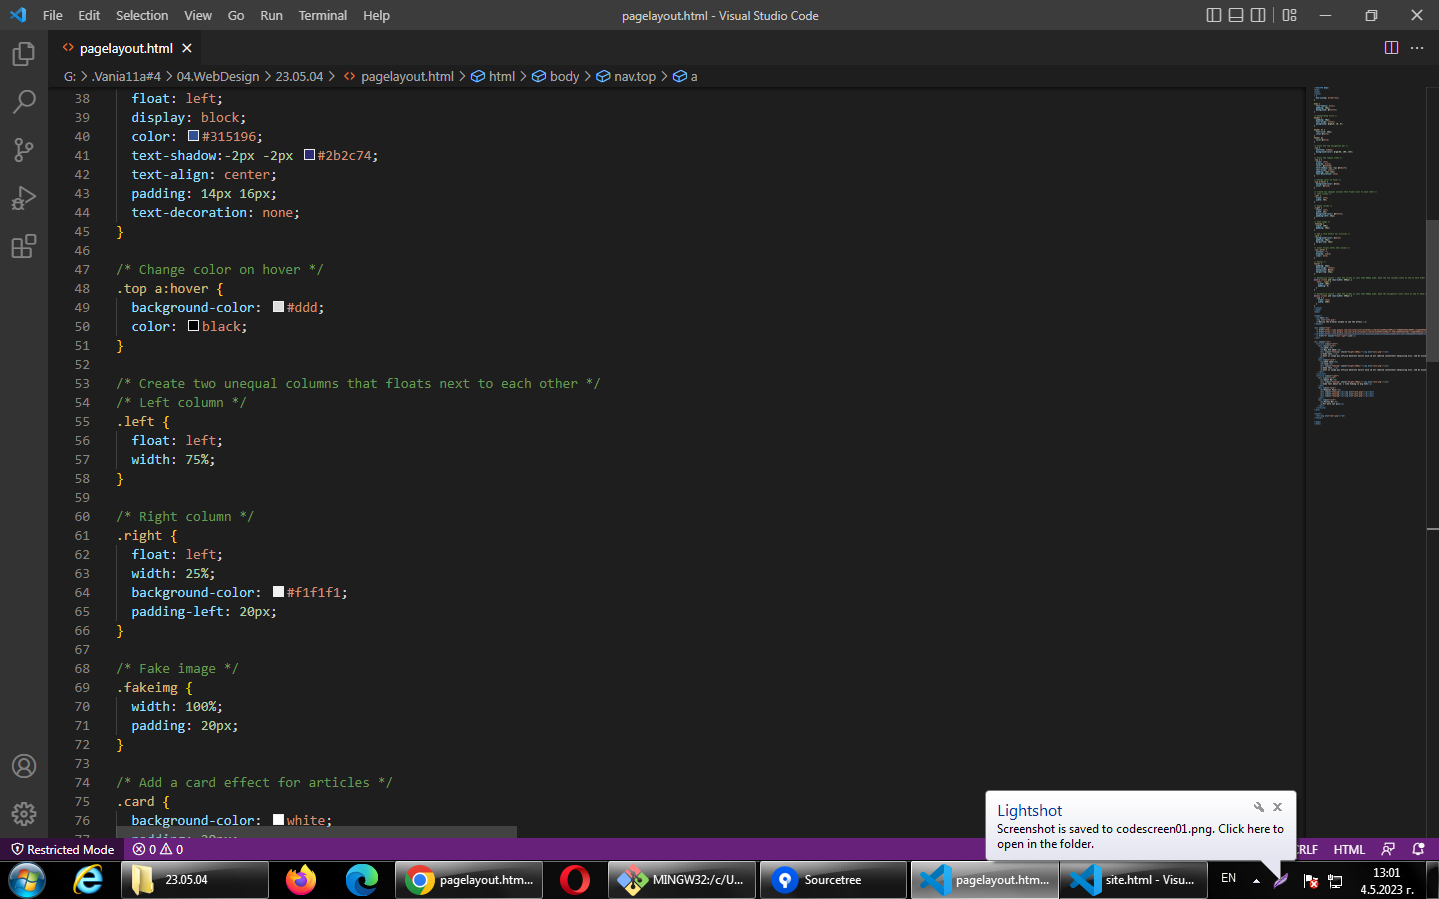 File Edit Selection View Go Run Terminal Help
pagelayout.html - Visual Studio Code
pagelayout.html
G: > .Vania11a#4 > 04.WebDesign > 23.05.04 > pagelayout.html > html > body > nav.top > a
38 float: left;
39 display: block;
40 color: #315196;
41 text-shadow:-2px -2px #2b2c74;
42 text-align: center;
43 padding: 14px 16px;
44 text-decoration: none;
45 }
46
47 /* Change color on hover */
48 .top a:hover {
49 background-color: #ddd;
50 color: black;
51 }
52
53 /* Create two unequal columns that floats next to each other */
54 /* Left column */
55 .left {
56 float: left;
57 width: 75%;
58 }
59
60 /* Right column */
61 .right {
62 float: left;
63 width: 25%;
64 background-color: #f1f1f1;
65 padding-left: 20px;
66 }
67
68 /* Fake image */
69 .fakeimg {
70 width: 100%;
71 padding: 20px;
72 }
73
74 /* Add a card effect for articles */
75 .card {
76 background-color: white;
Lightshot
Screenshot is saved to codescreen01.png. Click here to
open in the folder.
Restricted Mode 0 0 CRLF HTML
23.05.04 pagelayout.htm... MINGW32:/c/U... Sourcetree pagelayout.htm... site.html - Visu... EN
13:01
4.5.2023 г.